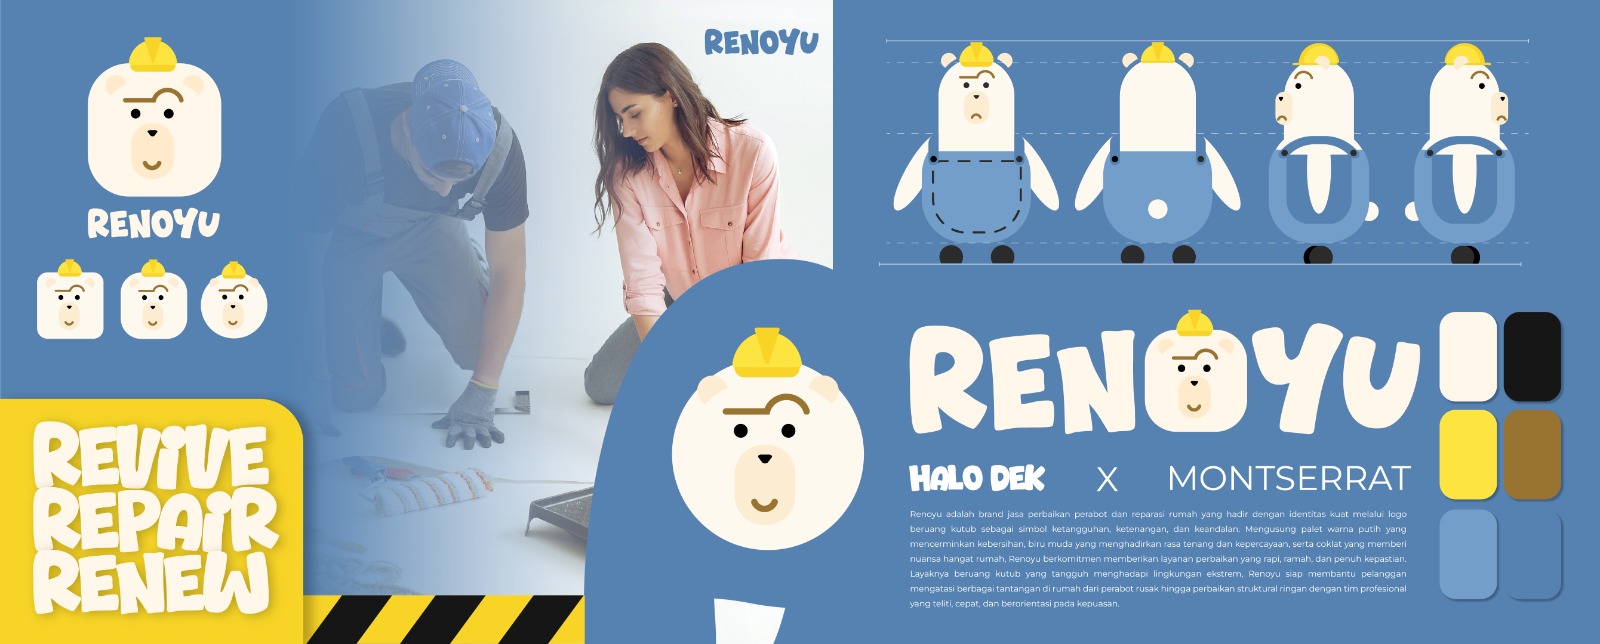 RENOYU
REVIVE
REPAIR
RENEW
RENOYU
RENOYU
HALO DEK X MONTSERRAT
Renoyu adalah brand jasa perbaikan perabot dan reparasi rumah yang hadir dengan identitas kuat melalui logo
beruang kutub sebagai simbol ketangguhan, ketenangan, dan keandalan. Mengusung palet warna putih yang
mencerminkan kebersihan, biru muda yang menghadirkan rasa tenang dan kepercayaan, serta coklat yang memberi
nuansa hangat rumah, Renoyu berkomitmen memberikan layanan perbaikan yang rapi, ramah, dan penuh kepastian.
Layaknya beruang kutub yang tangguh menghadapi lingkungan ekstrem, Renoyu siap membantu pelanggan
mengatasi berbagai tantangan di rumah dari perabot rusak hingga perbaikan struktural ringan dengan tim profesional
yang teliti, cepat, dan berorientasi pada kepuasan.